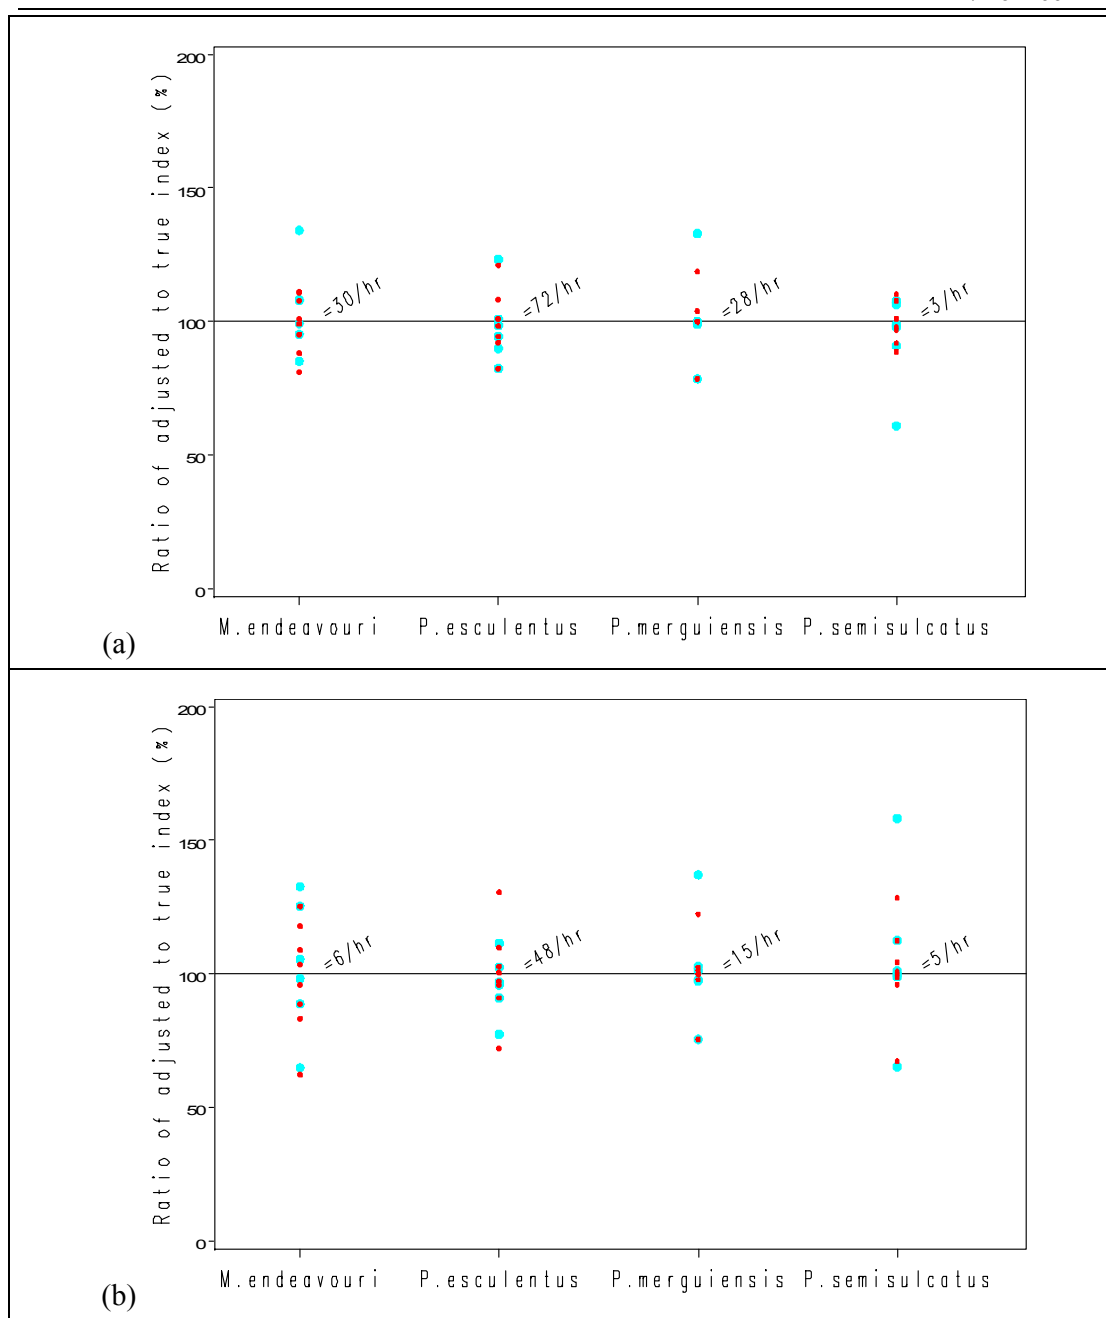 200
150
100
50
0
Ratio of adjusted to true index (%)
=30/hr
=72/hr
=28/hr
=3/hr
M.endeavouri P.esculentus P.merguiensis P.semisulcatus
(a)
200
150
100
50
0
Ratio of adjusted to true index (%)
=6/hr
=48/hr
=15/hr
=5/hr
M.endeavouri P.esculentus P.merguiensis P.semisulcatus
(b)